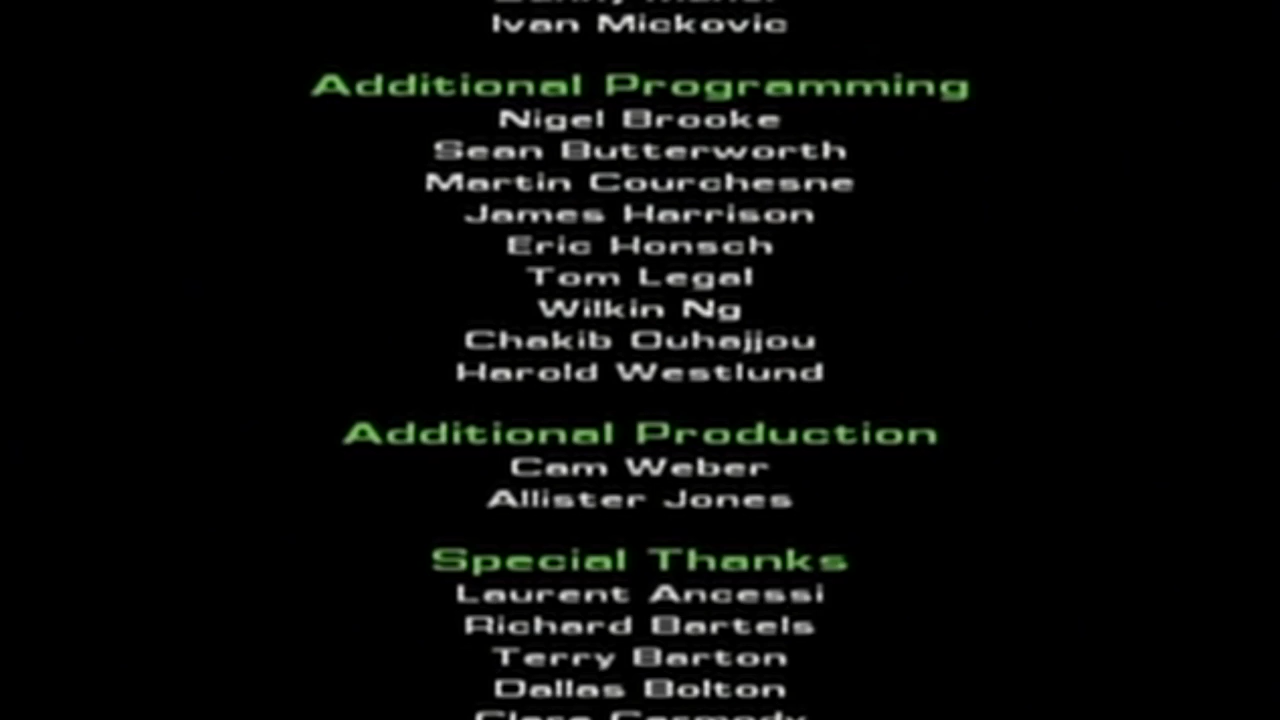 Ivan Mickovic
Additional Programming
Nigel Brooke
Sean Butterworth
Martin Courchesne
James Harrison
Eric Honsch
Tom Legal
Wilkin Ng
Chakib Ouhajjou
Harold Westlund
Additional Production
Cam Weber
Allister Jones
Special Thanks
Laurent Ancessi
Richard Bartels
Terry Barton
Dallas Bolton